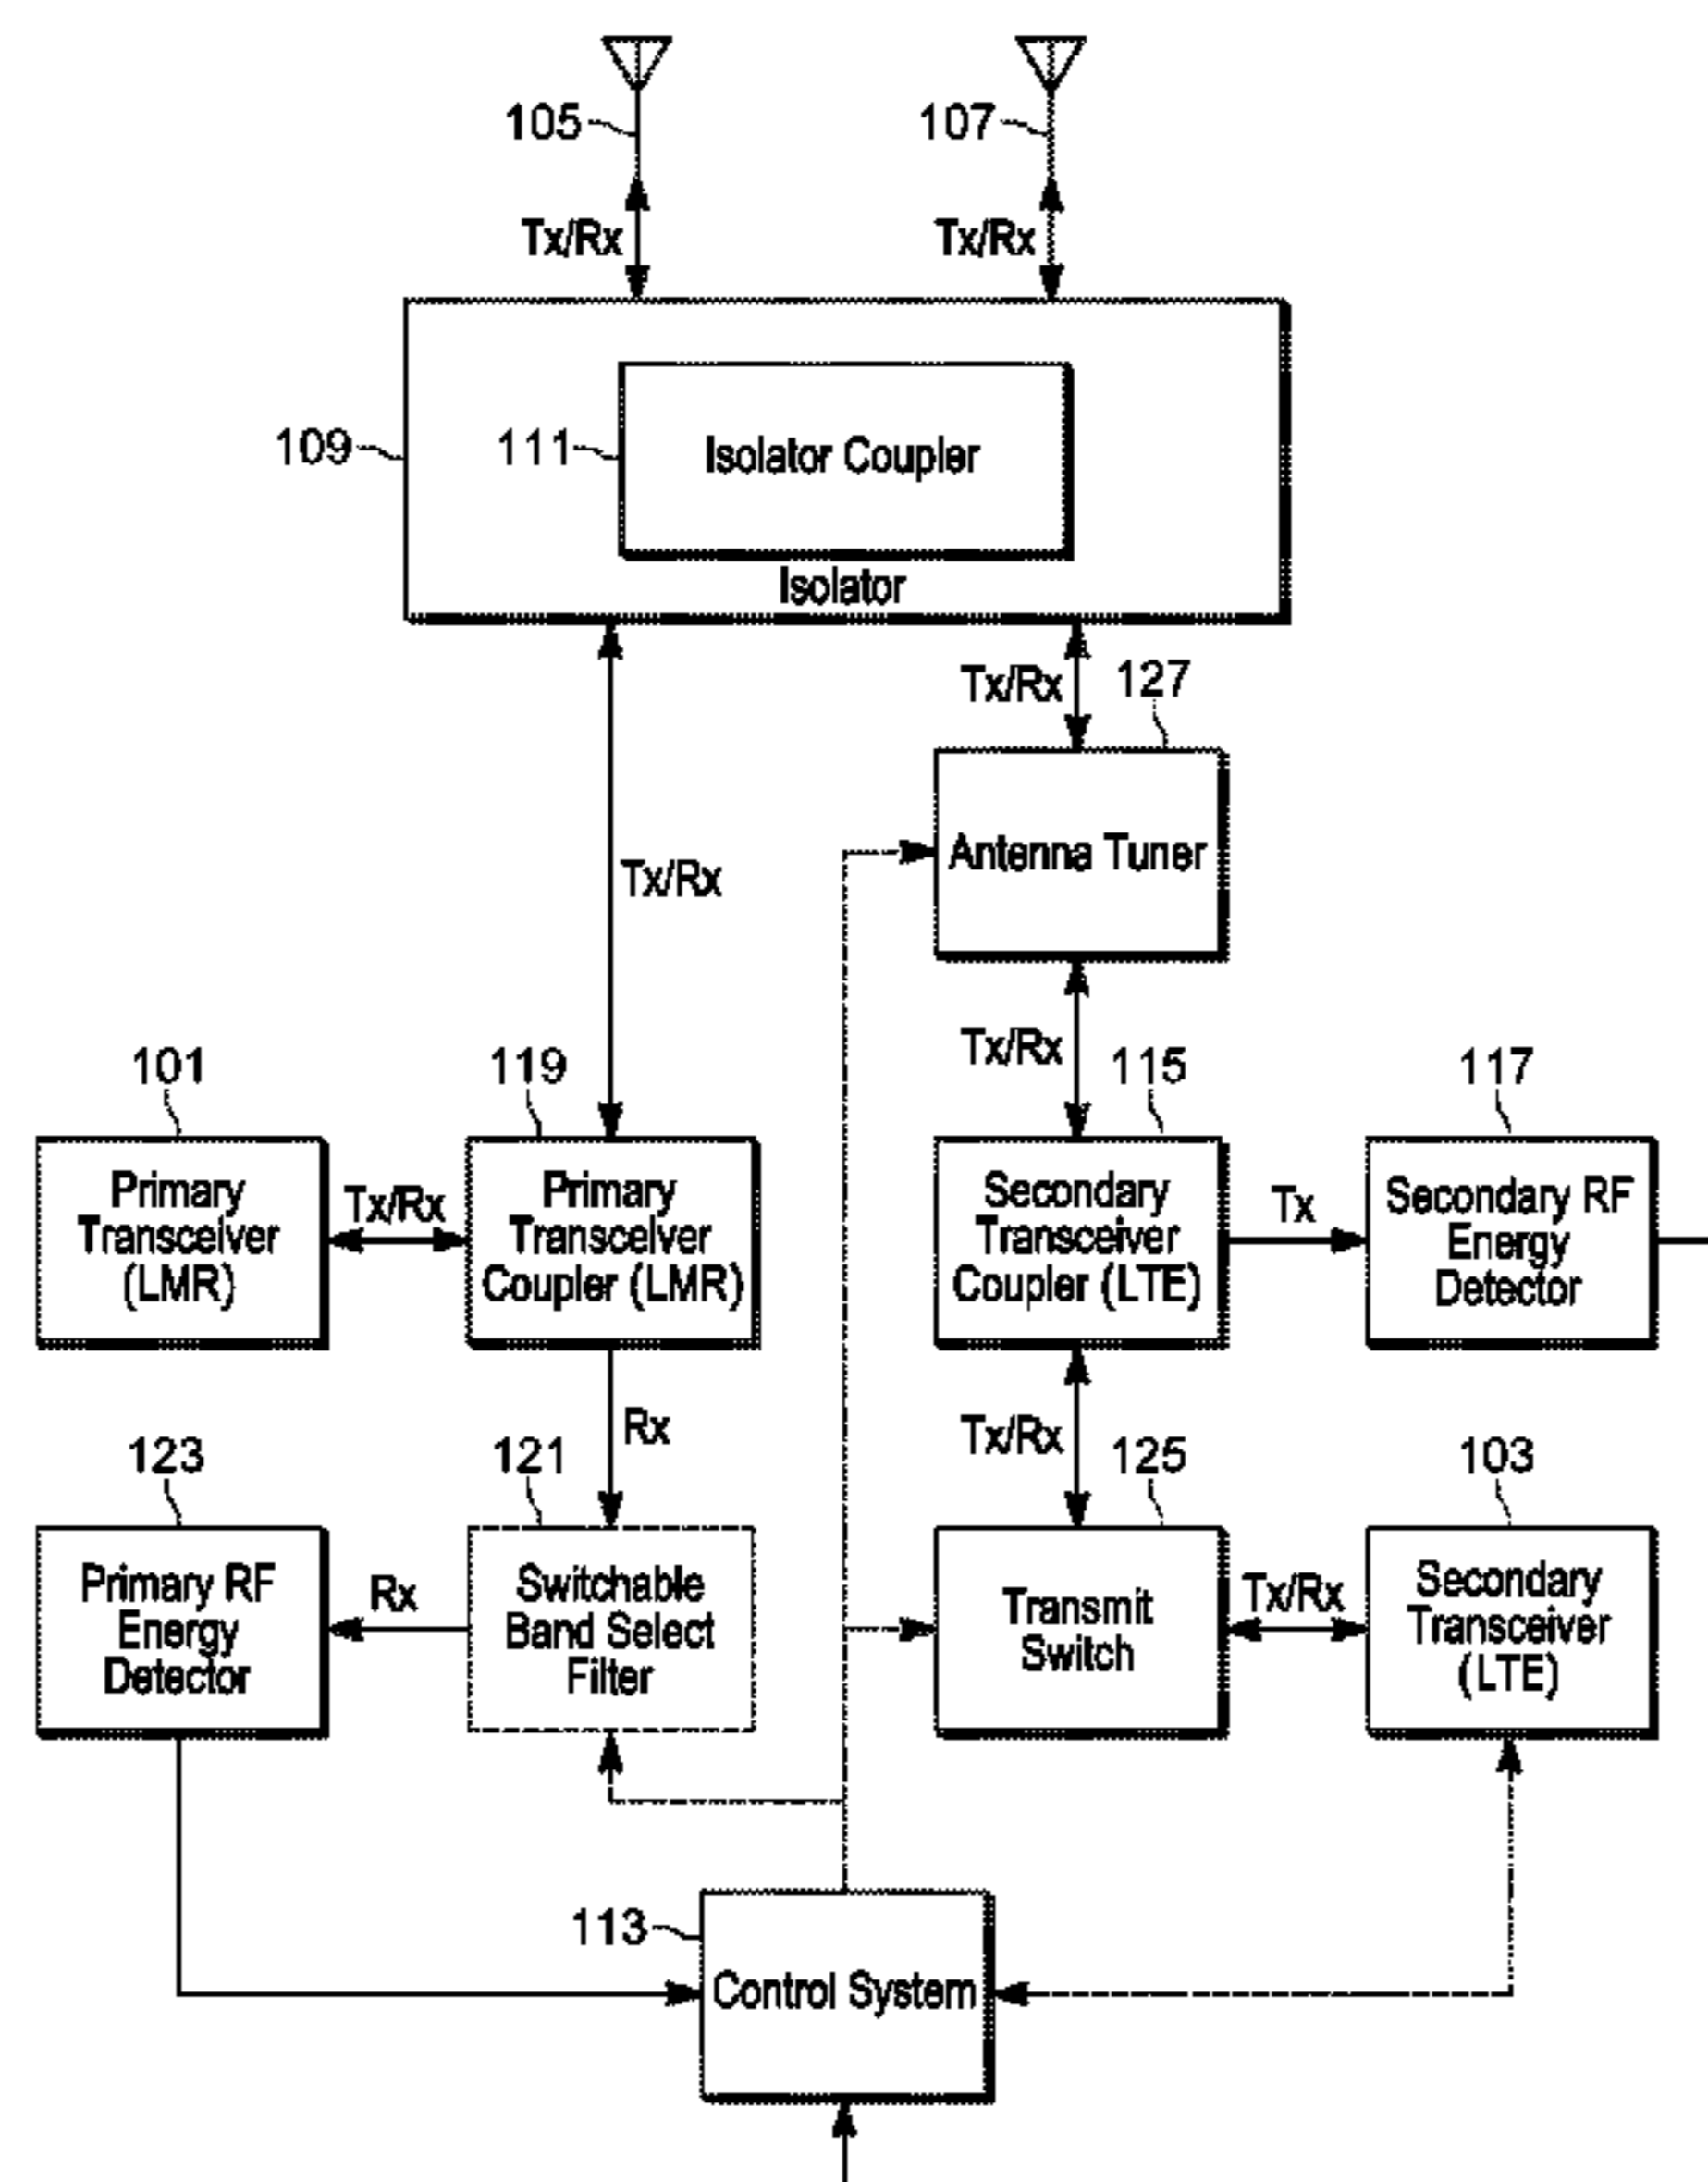 105
107
Tx/Rx
Tx/Rx
109
111
Isolator Coupler
Isolator
Tx/Rx
127
Antenna Tuner
Tx/Rx
Tx/Rx
101
119
115
117
Primary
Transceiver
(LMR)
Tx/Rx
Primary
Transceiver
Coupler (LMR)
Secondary
Transceiver
Coupler (LTE)
Tx
Secondary RF
Energy
Detector
Rx
Tx/Rx
123
121
125
103
Primary RF
Energy
Detector
Rx
Switchable
Band Select
Filter
Transmit
Switch
Tx/Rx
Secondary
Transceiver
(LTE)
113
Control System